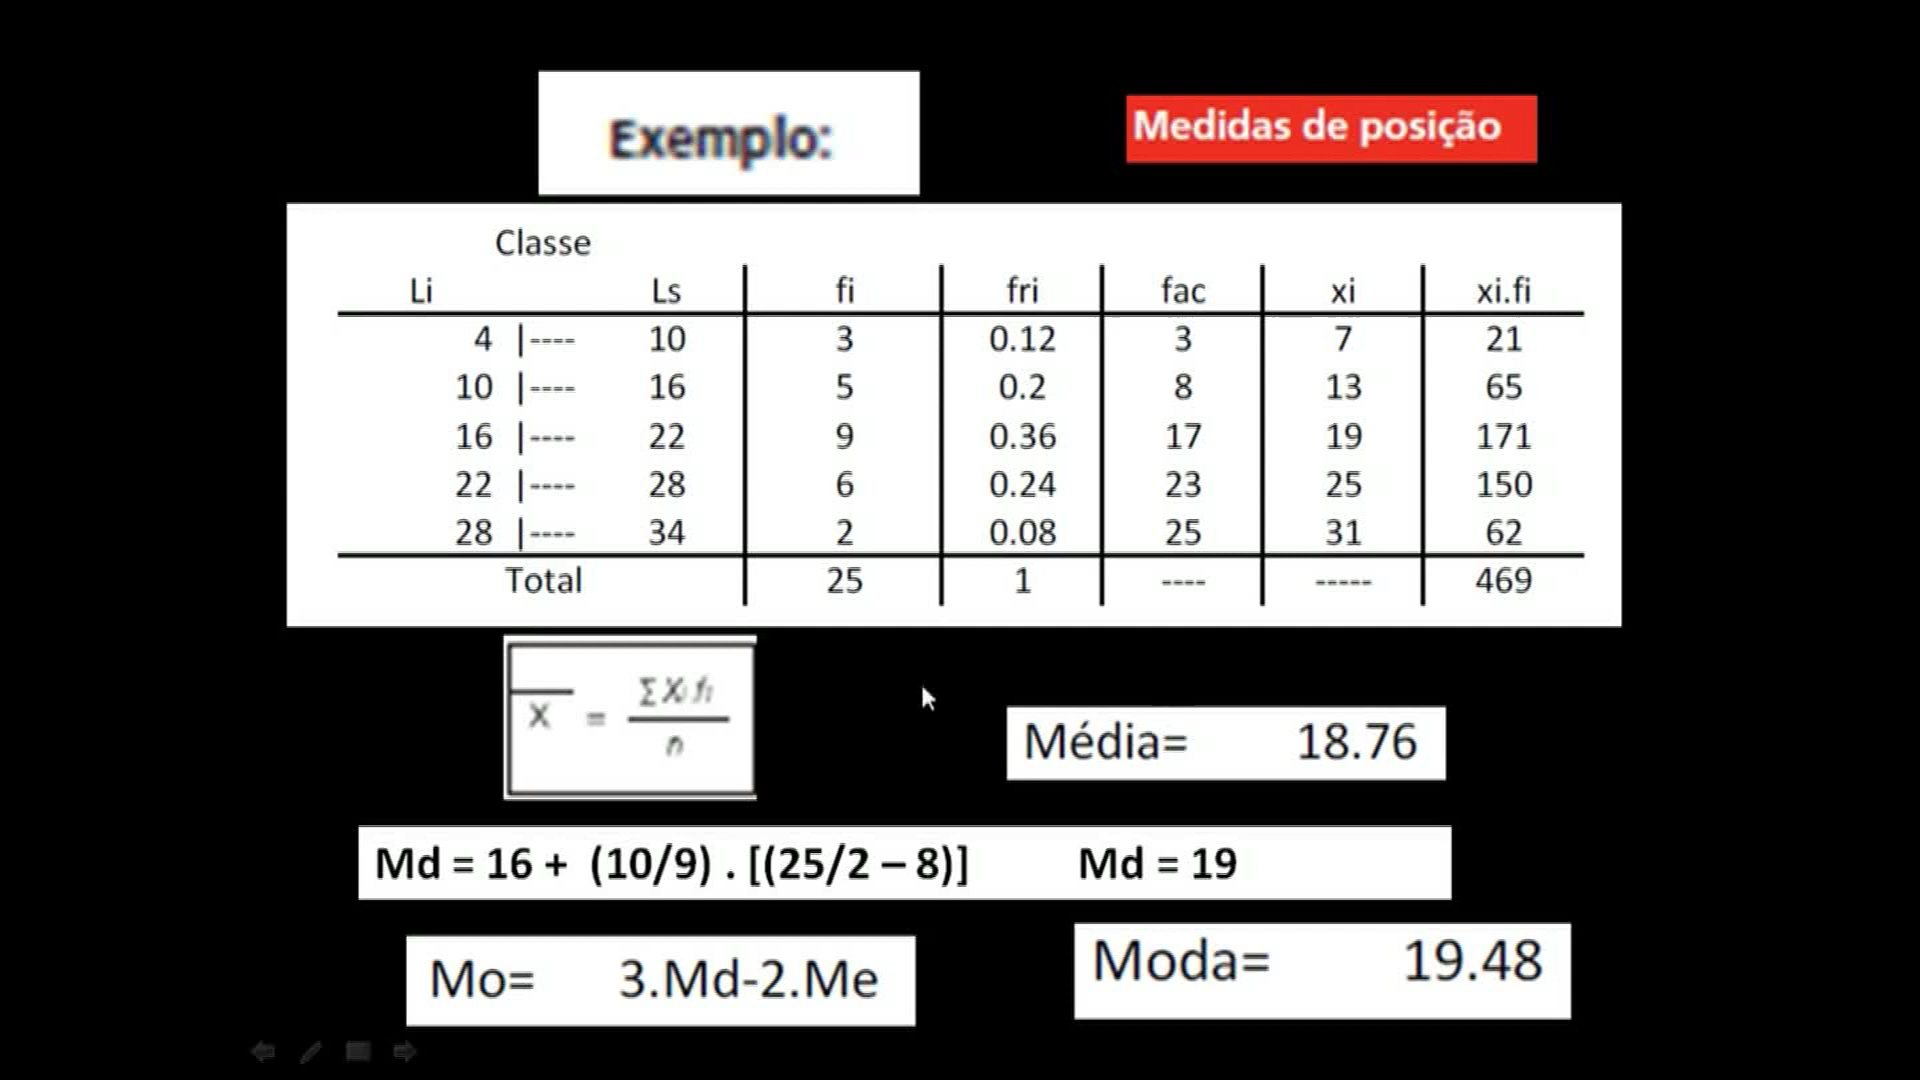 Exemplo:
Medidas de posição
Classe
Li Ls fi fri fac xi xi.fi
4 |---- 10 3 0.12 3 7 21
10 |---- 16 5 0.2 8 13 65
16 |---- 22 9 0.36 17 19 171
22 |---- 28 6 0.24 23 25 150
28 |---- 34 2 0.08 25 31 62
Total 25 1 ---- ----- 469
X = ∑ Xi fi / n
Média= 18.76
Md = 16 + (10/9) . [(25/2 – 8)] Md = 19
Mo= 3.Md-2.Me
Moda= 19.48